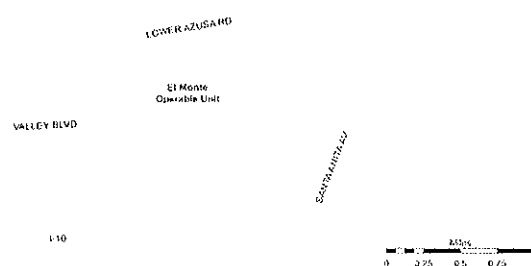 LOWER AZUSA RD
El Monte
Operable Unit
VALLEY BLVD
SANTA ANITA AV
I-10
Miles
0 0.25 0.5 0.75